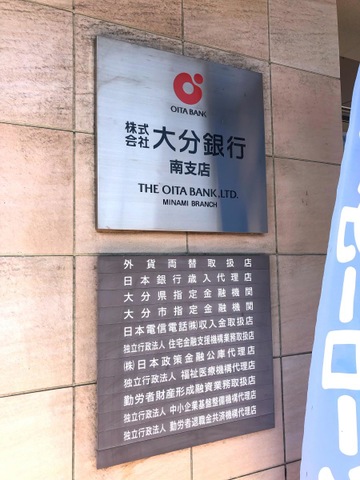 OITA BANK
株式会社 大分銀行
南支店
THE OITA BANK, LTD.
MINAMI BRANCH
外貨両替取扱店
日本銀行歳入代理店
大分県指定金融機関
大分市指定金融機関
日本電信電話㈱収入金取扱店
独立行政法人 住宅金融支援機構業務取扱店
㈱日本政策金融公庫代理店
独立行政法人 福祉医療機構代理店
勤労者財産形成融資業務取扱店
独立行政法人 中小企業基盤整備機構代理店
独立行政法人 勤労者退職金共済機構代理店